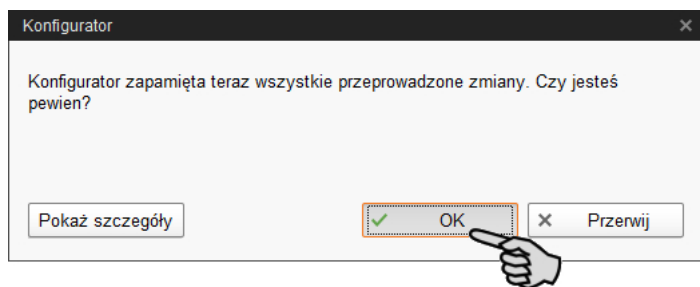 Konfigurator
Konfigurator zapamięta teraz wszystkie przeprowadzone zmiany. Czy jesteś
pewien?
Pokaż szczegóły
OK
Przerwij